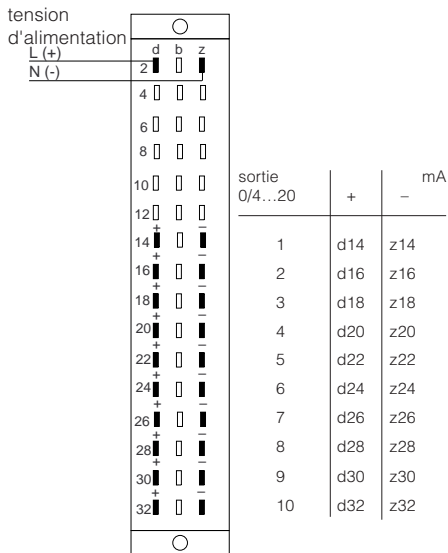 tension
d'alimentation
L (+)
N (-)
d b z
2
4
6
8
10
12
+ –
14
+ –
16
+ –
18
+ –
20
+ –
22
+ –
24
+ –
26
+ –
28
+ –
30
+ –
32
sortie mA
0/4...20 + –
1 d14 z14
2 d16 z16
3 d18 z18
4 d20 z20
5 d22 z22
6 d24 z24
7 d26 z26
8 d28 z28
9 d30 z30
10 d32 z32